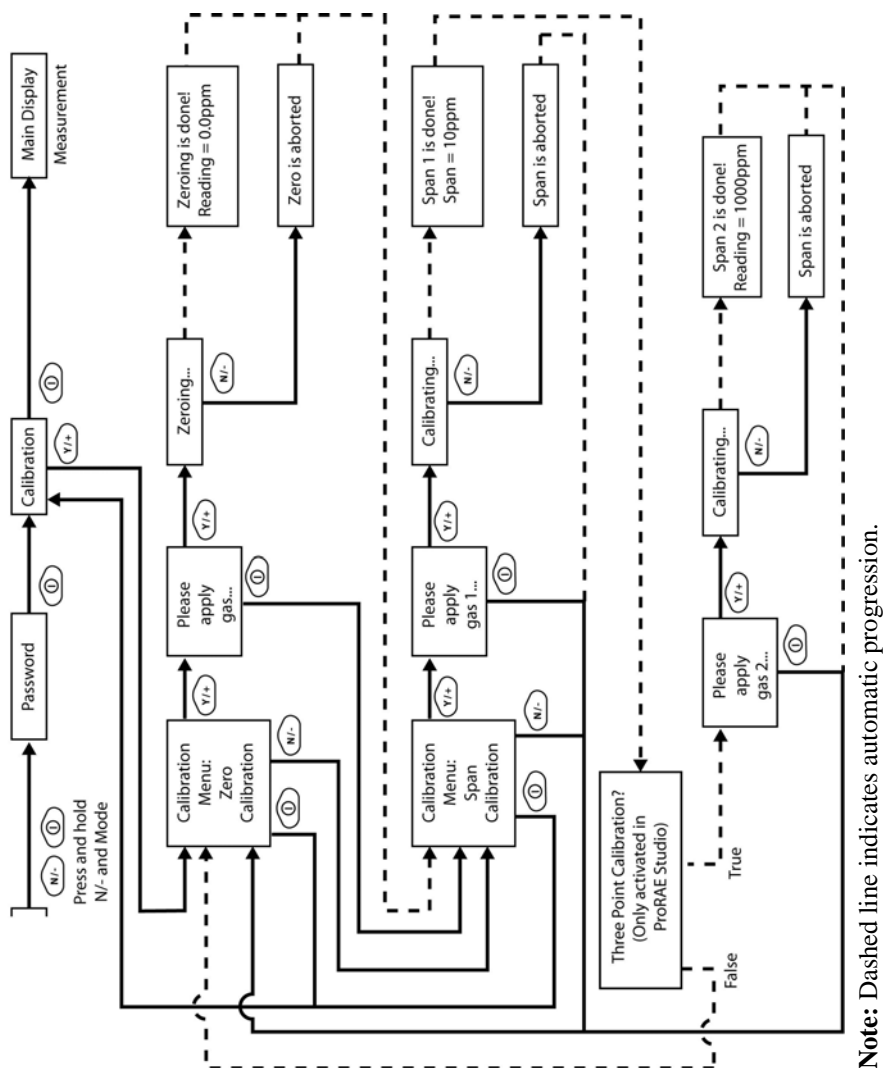 N/-
Press and hold
N/- and Mode
Password
Calibration
Y/+
Main Display
Measurement
Calibration
Menu:
Zero
Calibration
Y/+
N/-
Please
apply
gas...
Y/+
Zeroing...
N/-
Zeroing is done!
Reading = 0.0ppm
Zero is aborted
Calibration
Menu:
Span
Calibration
Y/+
N/-
Please
apply
gas 1...
Y/+
Calibrating...
N/-
Span 1 is done!
Span = 10ppm
Span is aborted
Three Point Calibration?
(Only activated in
ProRAE Studio)
False
True
Please
apply
gas 2...
Y/+
Calibrating...
N/-
Span 2 is done!
Reading = 1000ppm
Span is aborted
Note: Dashed line indicates automatic progression.